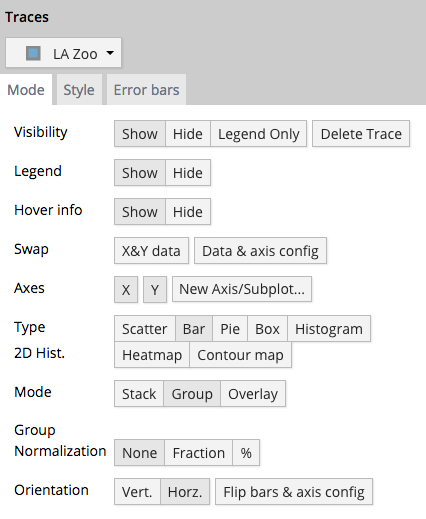 Traces
LA Zoo
Mode Style Error bars
Visibility Show Hide Legend Only Delete Trace
Legend Show Hide
Hover info Show Hide
Swap X&Y data Data & axis config
Axes X Y New Axis/Subplot...
Type Scatter Bar Pie Box Histogram
2D Hist. Heatmap Contour map
Mode Stack Group Overlay
Group
Normalization None Fraction %
Orientation Vert. Horz. Flip bars & axis config